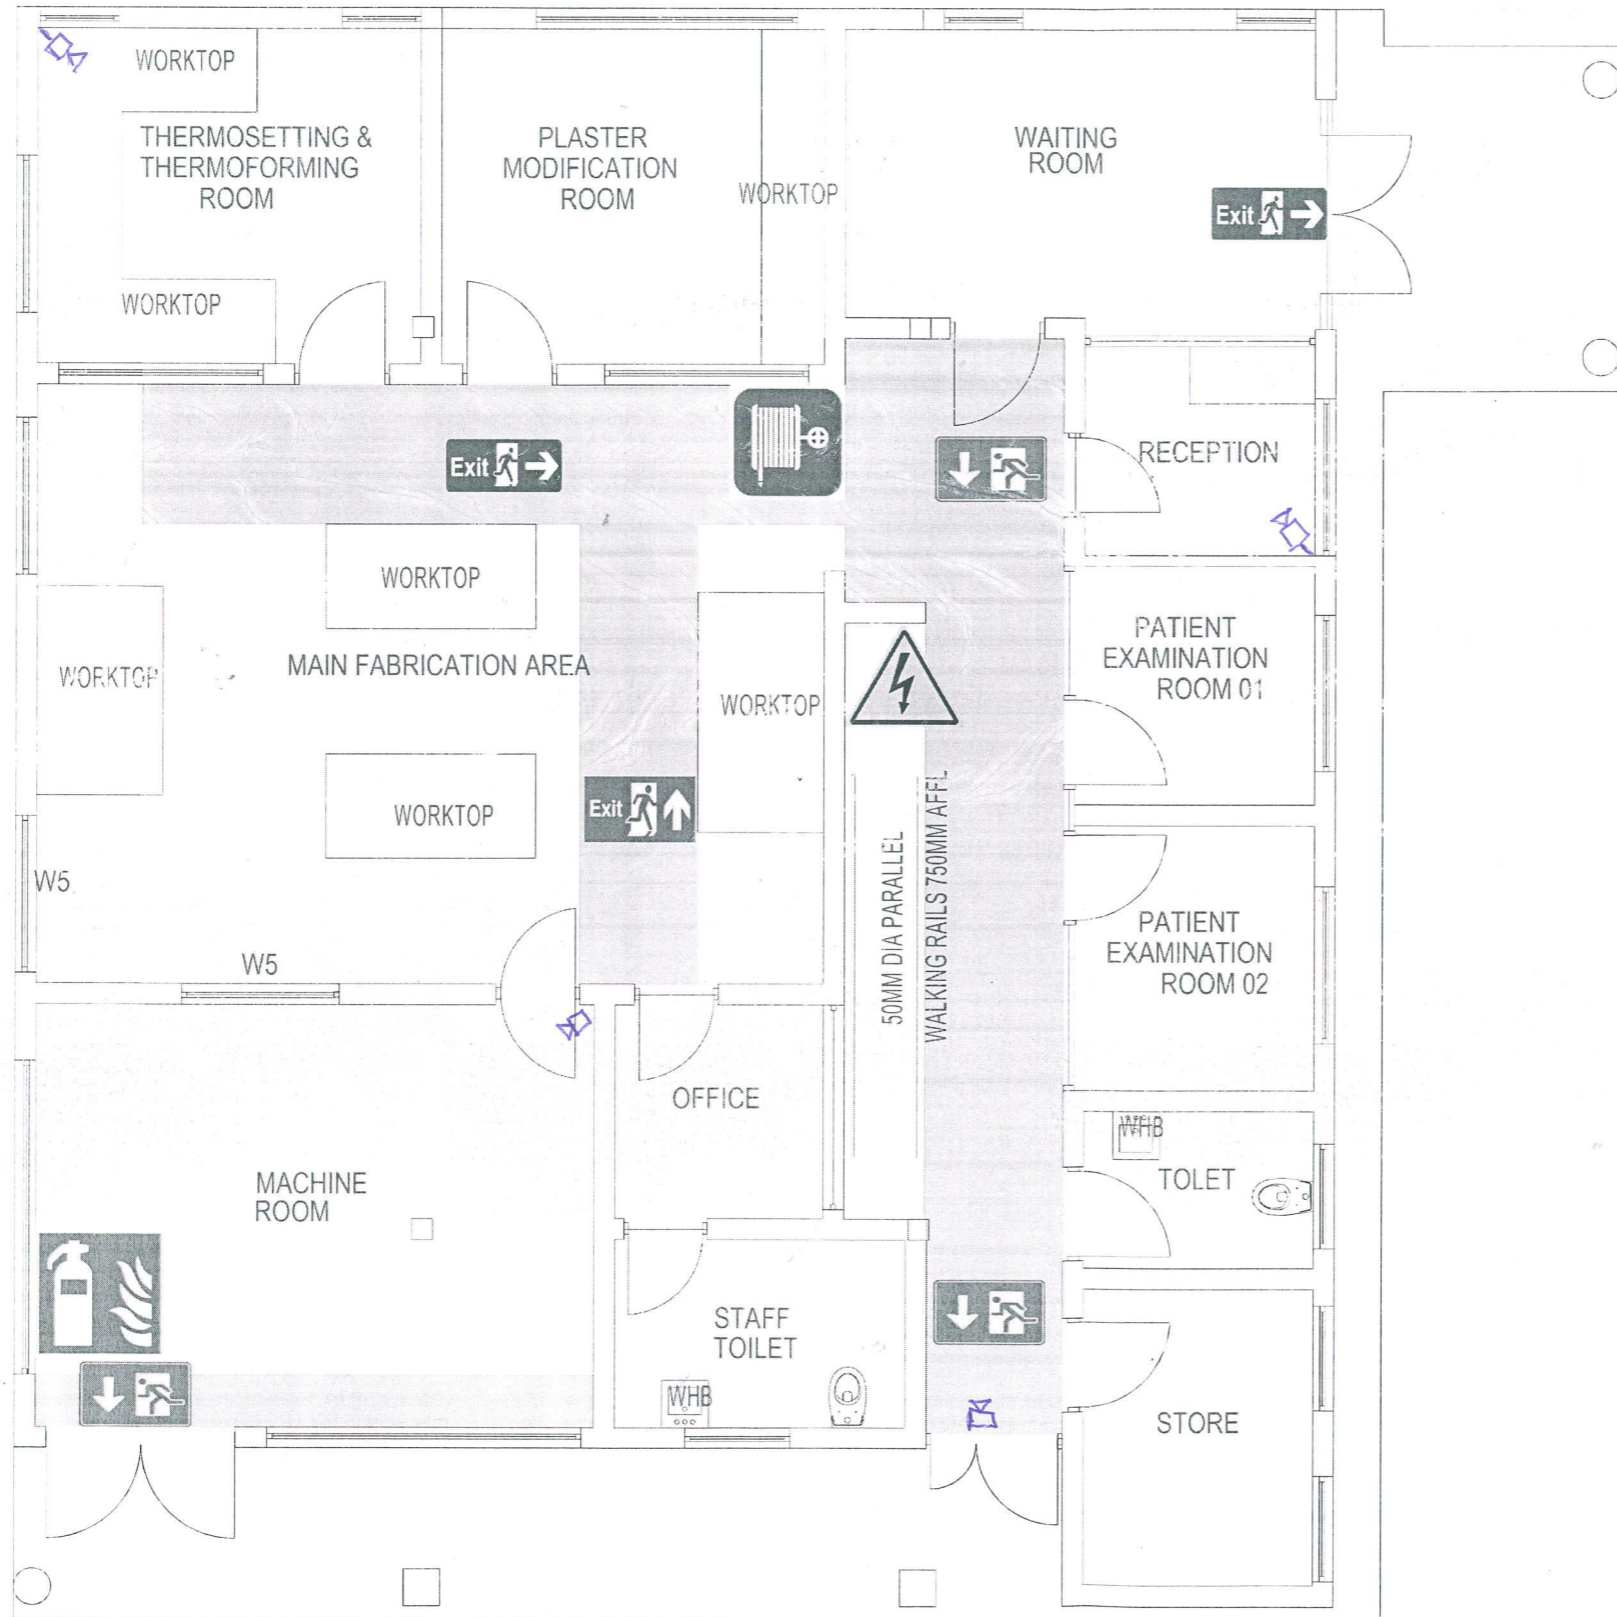 WORKTOP
THERMOSETTING &
THERMOFORMING
ROOM
WORKTOP
PLASTER
MODIFICATION
ROOM
WORKTOP
WAITING
ROOM
Exit
Exit
RECEPTION
WORKTOP
WORKTOP
MAIN FABRICATION AREA
WORKTOP
PATIENT
EXAMINATION
ROOM 01
Exit
WORKTOP
W5
W5
50MM DIA PARALLEL
WALKING RAILS 750MM AFFL
PATIENT
EXAMINATION
ROOM 02
OFFICE
WHB
TOLET
MACHINE
ROOM
STAFF
TOILET
WHB
STORE